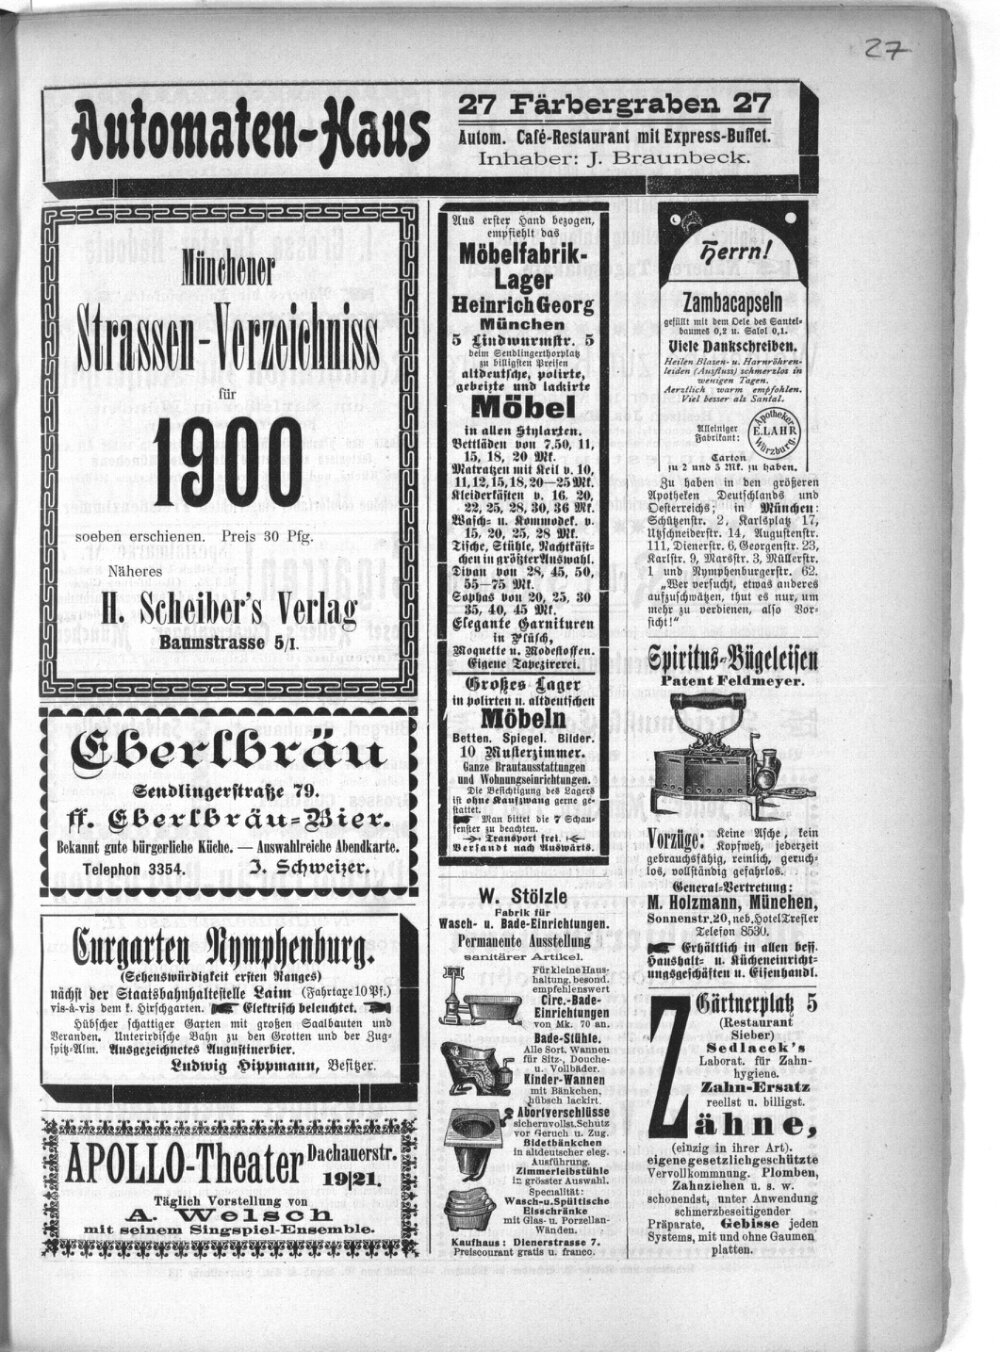 27
Automaten-Haus
27 Färbergraben 27
Autom. Café-Restaurant mit Express-Buffet.
Inhaber: J. Braunbeck.
Münchener
Strassen-Verzeichniss
für
1900
soeben erschienen. Preis 30 Pfg.
Näheres
H. Scheiber's Verlag
Baumstrasse 5/I.
Eberlbräu
Sendlingerstraße 79.
ff. Eberlbräu-Bier.
Bekannt gute bürgerliche Küche. — Auswahlreiche Abendkarte.
Telephon 3354. J. Schweizer.
Curgarten Nymphenburg.
(Sehenswürdigkeit ersten Ranges)
nächst der Staatsbahnhaltestelle Laim (Fahrtaxe 10 Pf.)
vis-à-vis dem k. Hirschgarten. Elektrisch beleuchtet.
Hübscher schattiger Garten mit großen Saalbauten und
Veranden. Unterirdische Bahn zu den Grotten und der Zug-
spitz-Alm. Ausgezeichnetes Augustinerbier.
Ludwig Hippmann, Besitzer.
APOLLO-Theater Dachauerstr.
19|21.
Täglich Vorstellung von
A. Welsch
mit seinem Singspiel-Ensemble.
Aus erster Hand bezogen,
empfiehlt das
Möbelfabrik-
Lager
Heinrich Georg
München
5 Lindwurmstr. 5
beim Sendlingerthorplatz
zu billigsten Preisen
altdeutsche, polirte,
gebeizte und lackirte
Möbel
in allen Stylarten.
Bettläden von 7,50, 11,
15, 18, 20 Mk.
Matratzen mit Keil v. 10,
11, 12, 15, 18, 20—25 Mk.
Kleiderkästen v. 16, 20,
22, 25, 28, 30, 36 Mk.
Wasch- u. Kommodek. v.
15, 20, 25, 28 Mk.
Tische, Stühle, Nachtkäst-
chen in größter Auswahl.
Divan von 28, 45, 50,
55—75 Mk.
Sophas von 20, 25, 30
35, 40, 45 Mk.
Elegante Garnituren
in Plüsch,
Moquette u. Modestoffen.
Eigene Tapezirerei.
Großes Lager
in polirten u. altdeutschen
Möbeln
Betten. Spiegel. Bilder.
10 Musterzimmer.
Ganze Brautausstattungen
und Wohnungseinrichtungen.
Die Besichtigung des Lagers
ist ohne Kaufzwang gerne ge-
stattet.
Man bittet die 7 Schau-
fenster zu beachten.
Transport frei.
Versandt nach Auswärts.
W. Stölzle
Fabrik für
Wasch- u. Bade-Einrichtungen.
Permanente Ausstellung
sanitärer Artikel.
Für kleine Haus-
haltung, besond.
empfehlenswert
Circ.-Bade-
Einrichtungen
von Mk. 70 an.
Bade-Stühle.
Alle Sort. Wannen
für Sitz-, Douche-
u. Vollbäder.
Kinder-Wannen
mit Bänkchen,
hübsch lackirt.
Abortverschlüsse
sichernvollst.Schutz
vor Geruch u. Zug.
Bidetbänkchen
in altdeutscher eleg.
Ausführung.
Zimmerleibstühle
in grösster Auswahl.
Specialität:
Wasch-u.Spültische
Eisschränke
mit Glas- u. Porzellan-
Wänden.
Kaufhaus: Dienerstrasse 7.
Preiscourant gratis u. franco.
Herrn!
Zambacapseln
gefüllt mit dem Oele des Santel-
baumes 0,2 u. Salol 0,1.
Viele Dankschreiben.
Heilen Blasen- u. Harnröhren-
leiden (Ausfluss) schmerzlos in
wenigen Tagen.
Aerztlich warm empfohlen.
Viel besser als Santal.
Alleiniger
Fabrikant:
Apotheker
E. LAHR
Würzburg.
Carton
zu 2 und 3 Mk. zu haben.
Zu haben in den größeren
Apotheken Deutschlands und
Oesterreichs; in München:
Schützenstr. 2, Karlsplatz 17,
Utzschneiderstr. 14, Augustenstr.
111, Dienerstr. 6, Georgenstr. 23,
Karlstr. 9, Marsstr. 3, Müllerstr.
1 und Nymphenburgerstr. 62.
„Wer versucht, etwas anderes
aufzuschwätzen, thut es nur, um
mehr zu verdienen, also Vor-
sicht!“
Spiritus-Bügeleisen
Patent Feldmeyer.
Vorzüge: Keine Asche, kein
Kopfweh, jederzeit
gebrauchsfähig, reinlich, geruch-
los, vollständig gefahrlos.
General-Vertretung:
M. Holzmann, München,
Sonnenstr.20, neb. Hotel Trefler
Telefon 8530.
Erhältlich in allen bess.
Haushalt- u. Kücheneinricht-
ungsgeschäften u. Eisenhandl.
Gärtnerplatz 5
(Restaurant
Sieber)
Sedlacek's
Laborat. für Zahn-
hygiene.
Zahn-Ersatz
reellst u. billigst.
Zähne,
(einzig in ihrer Art).
eigene gesetzlich geschützte
Vervollkommnung. Plomben,
Zahnziehen u. s. w.
schonendst, unter Anwendung
schmerzbeseitigender
Präparate, Gebisse jeden
Systems, mit und ohne Gaumen
platten.